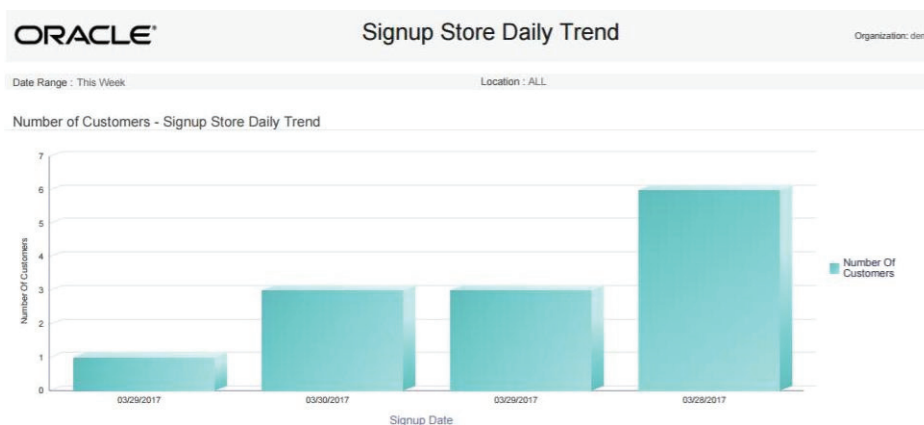 ORACLE®
Signup Store Daily Trend
Organization:
Date Range : This Week
Location : ALL
Number of Customers - Signup Store Daily Trend
7
6
5
4
3
2
1
0
Number Of Customers
03/29/2017
03/30/2017
03/29/2017
03/28/2017
Signup Date
Number Of
Customers